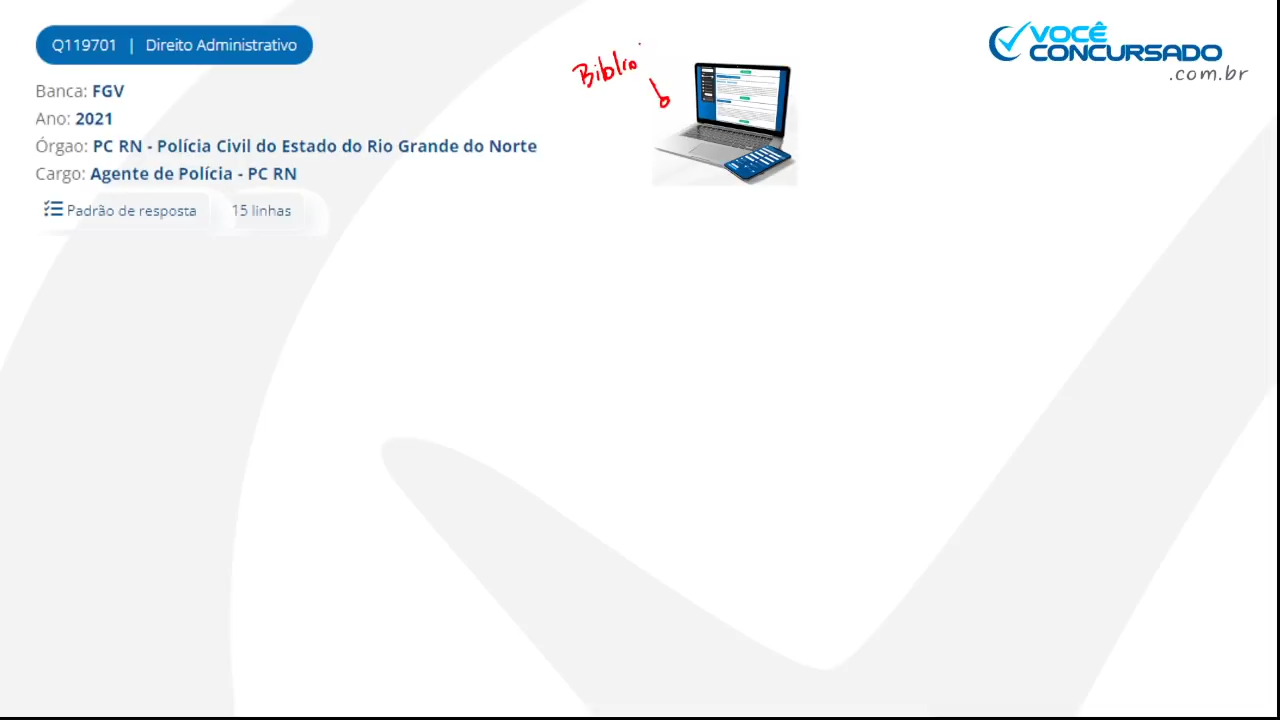 Q119701 | Direito Administrativo
Banca: FGV
Ano: 2021
Órgao: PC RN - Polícia Civil do Estado do Rio Grande do Norte
Cargo: Agente de Polícia - PC RN
Padrão de resposta 15 linhas
Biblio
VOCÊ
CONCURSADO
.com.br